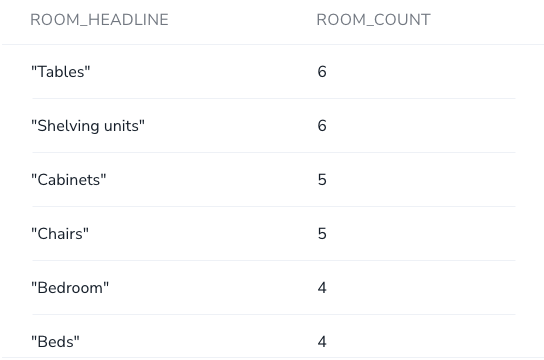 ROOM_HEADLINE ROOM_COUNT
"Tables" 6
"Shelving units" 6
"Cabinets" 5
"Chairs" 5
"Bedroom" 4
"Beds" 4